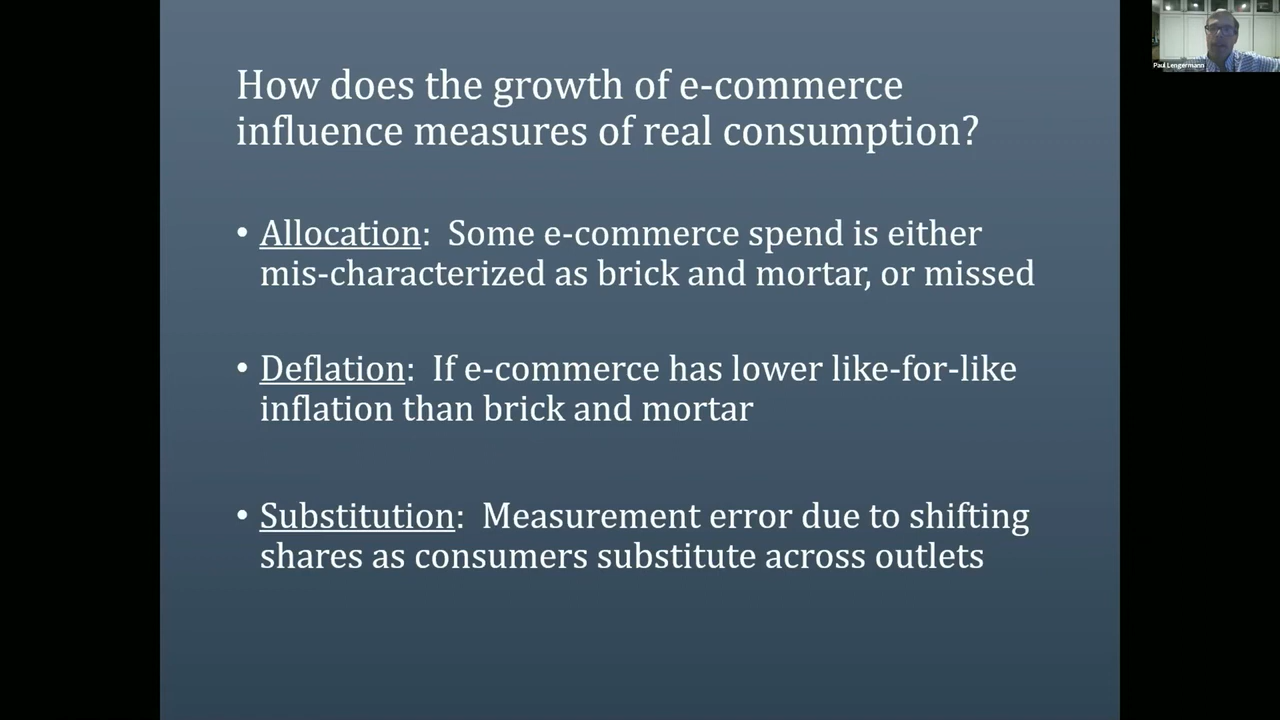 How does the growth of e-commerce
influence measures of real consumption?
• Allocation: Some e-commerce spend is either
mis-characterized as brick and mortar, or missed
• Deflation: If e-commerce has lower like-for-like
inflation than brick and mortar
• Substitution: Measurement error due to shifting
shares as consumers substitute across outlets
Paul Lengermann